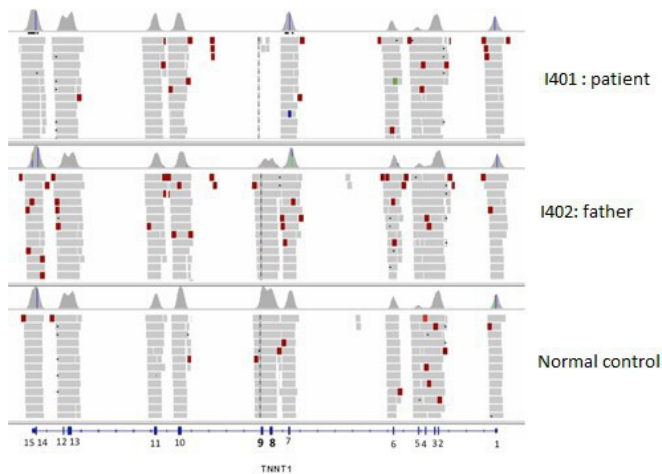 I401 : patient
I402: father
Normal control
15 14 12 13 11 10 9 8 7 6 5 4 3 2 1
TNNT1